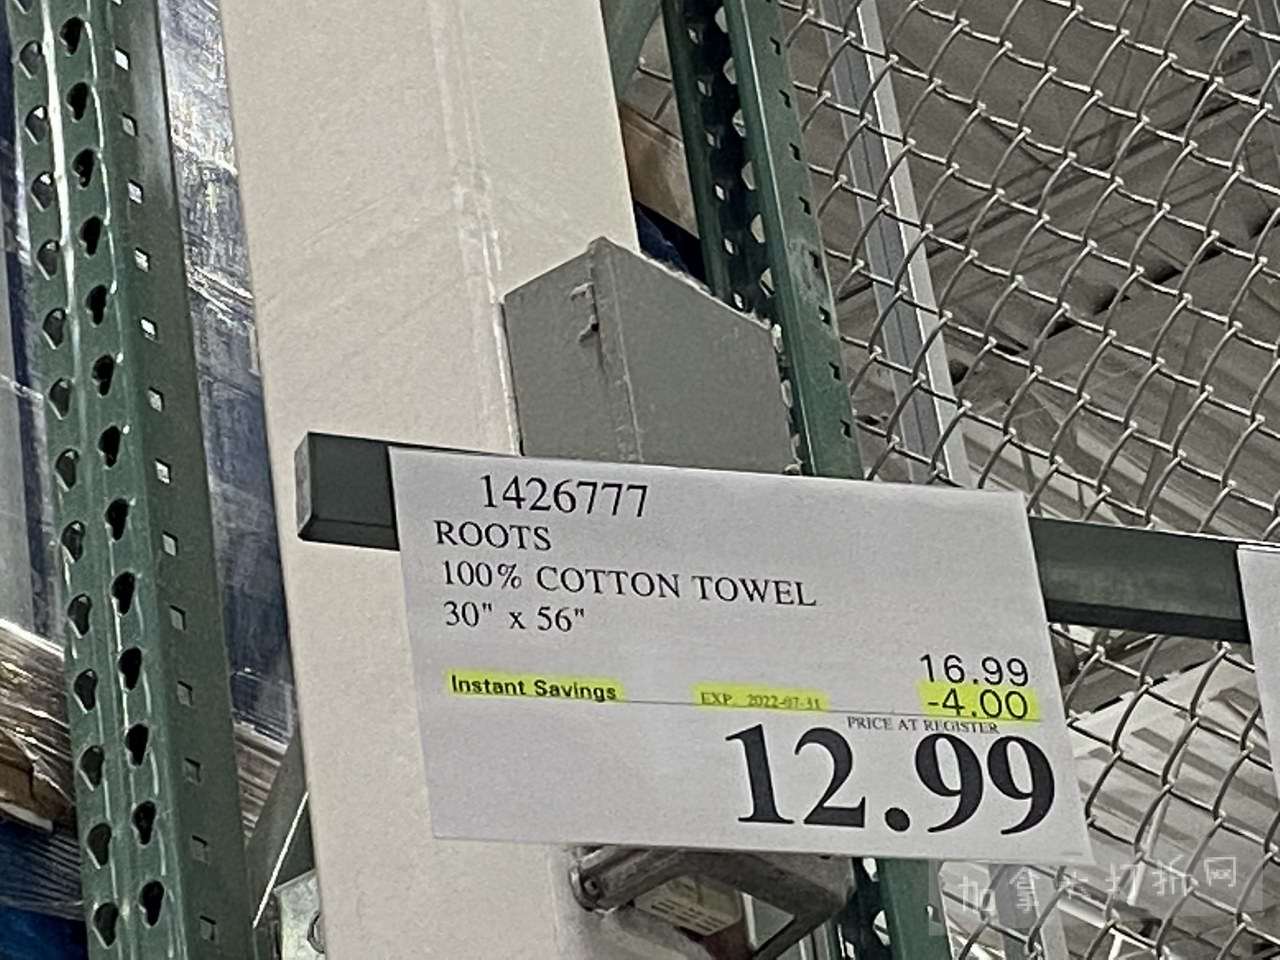 1426777
ROOTS
100% COTTON TOWEL
30" x 56"
16.99
Instant Savings EXP. 2022-07-31 -4.00
PRICE AT REGISTER
12.99
加拿大打折网